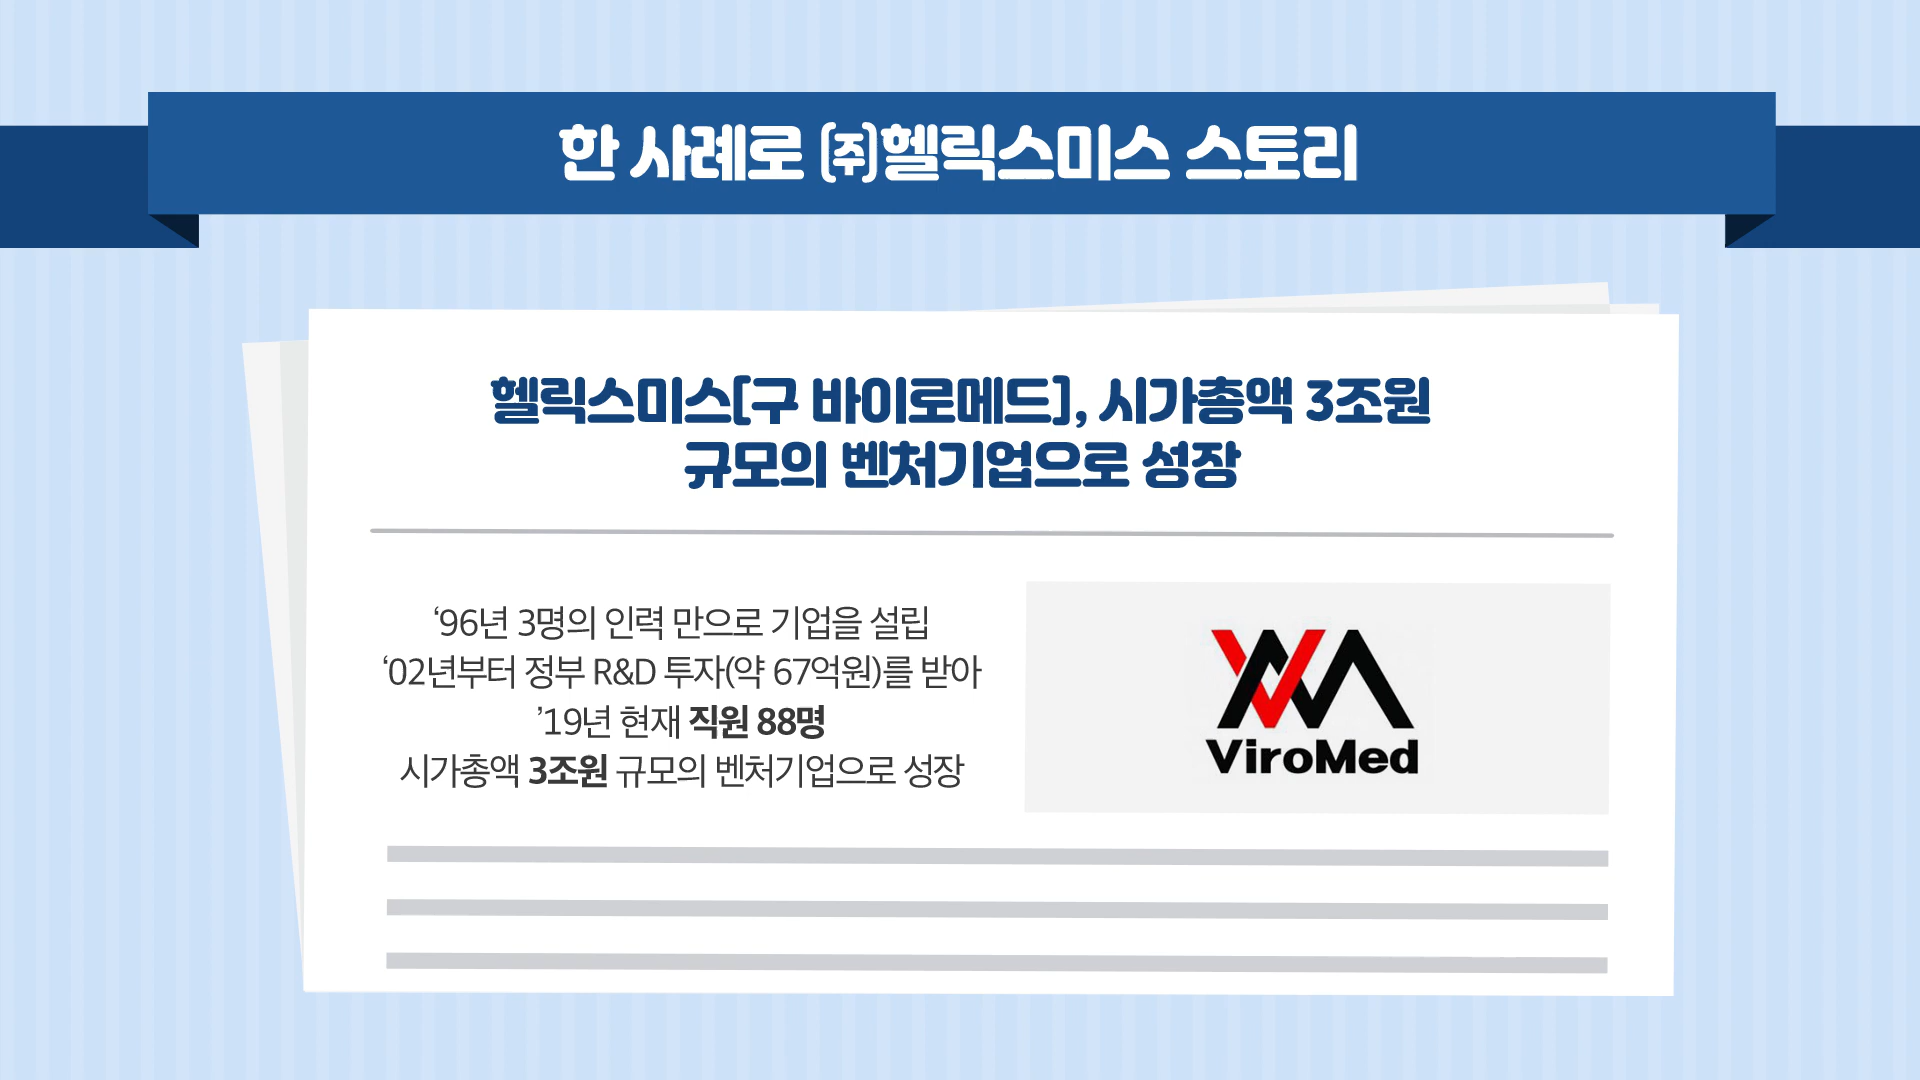 한 사례로 ㈜헬릭스미스 스토리
헬릭스미스[구 바이로메드], 시가총액 3조원
규모의 벤처기업으로 성장
‘96년 3명의 인력 만으로 기업을 설립
‘02년부터 정부 R&D 투자(약 67억원)를 받아
’19년 현재 직원 88명
시가총액 3조원 규모의 벤처기업으로 성장
ViroMed